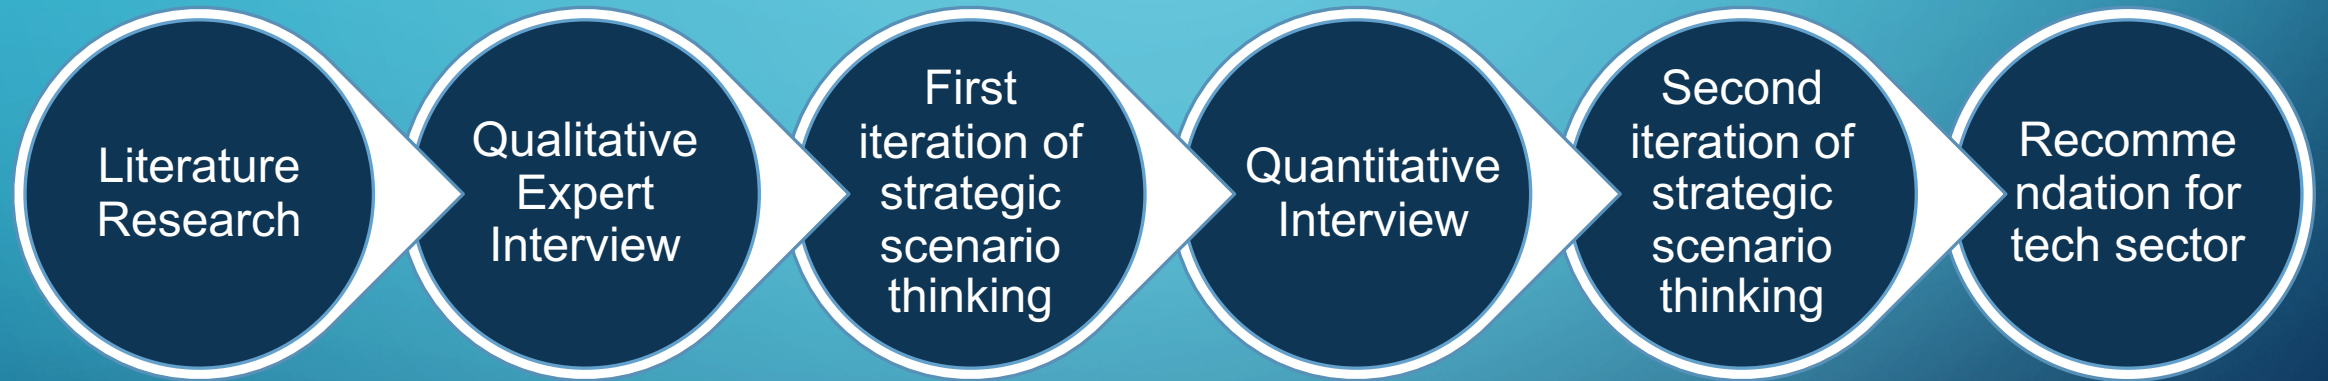 Literature
Research
Qualitative
Expert
Interview
First
iteration of
strategic
scenario
thinking
Quantitative
Interview
Second
iteration of
strategic
scenario
thinking
Recomme
ndation for
tech sector